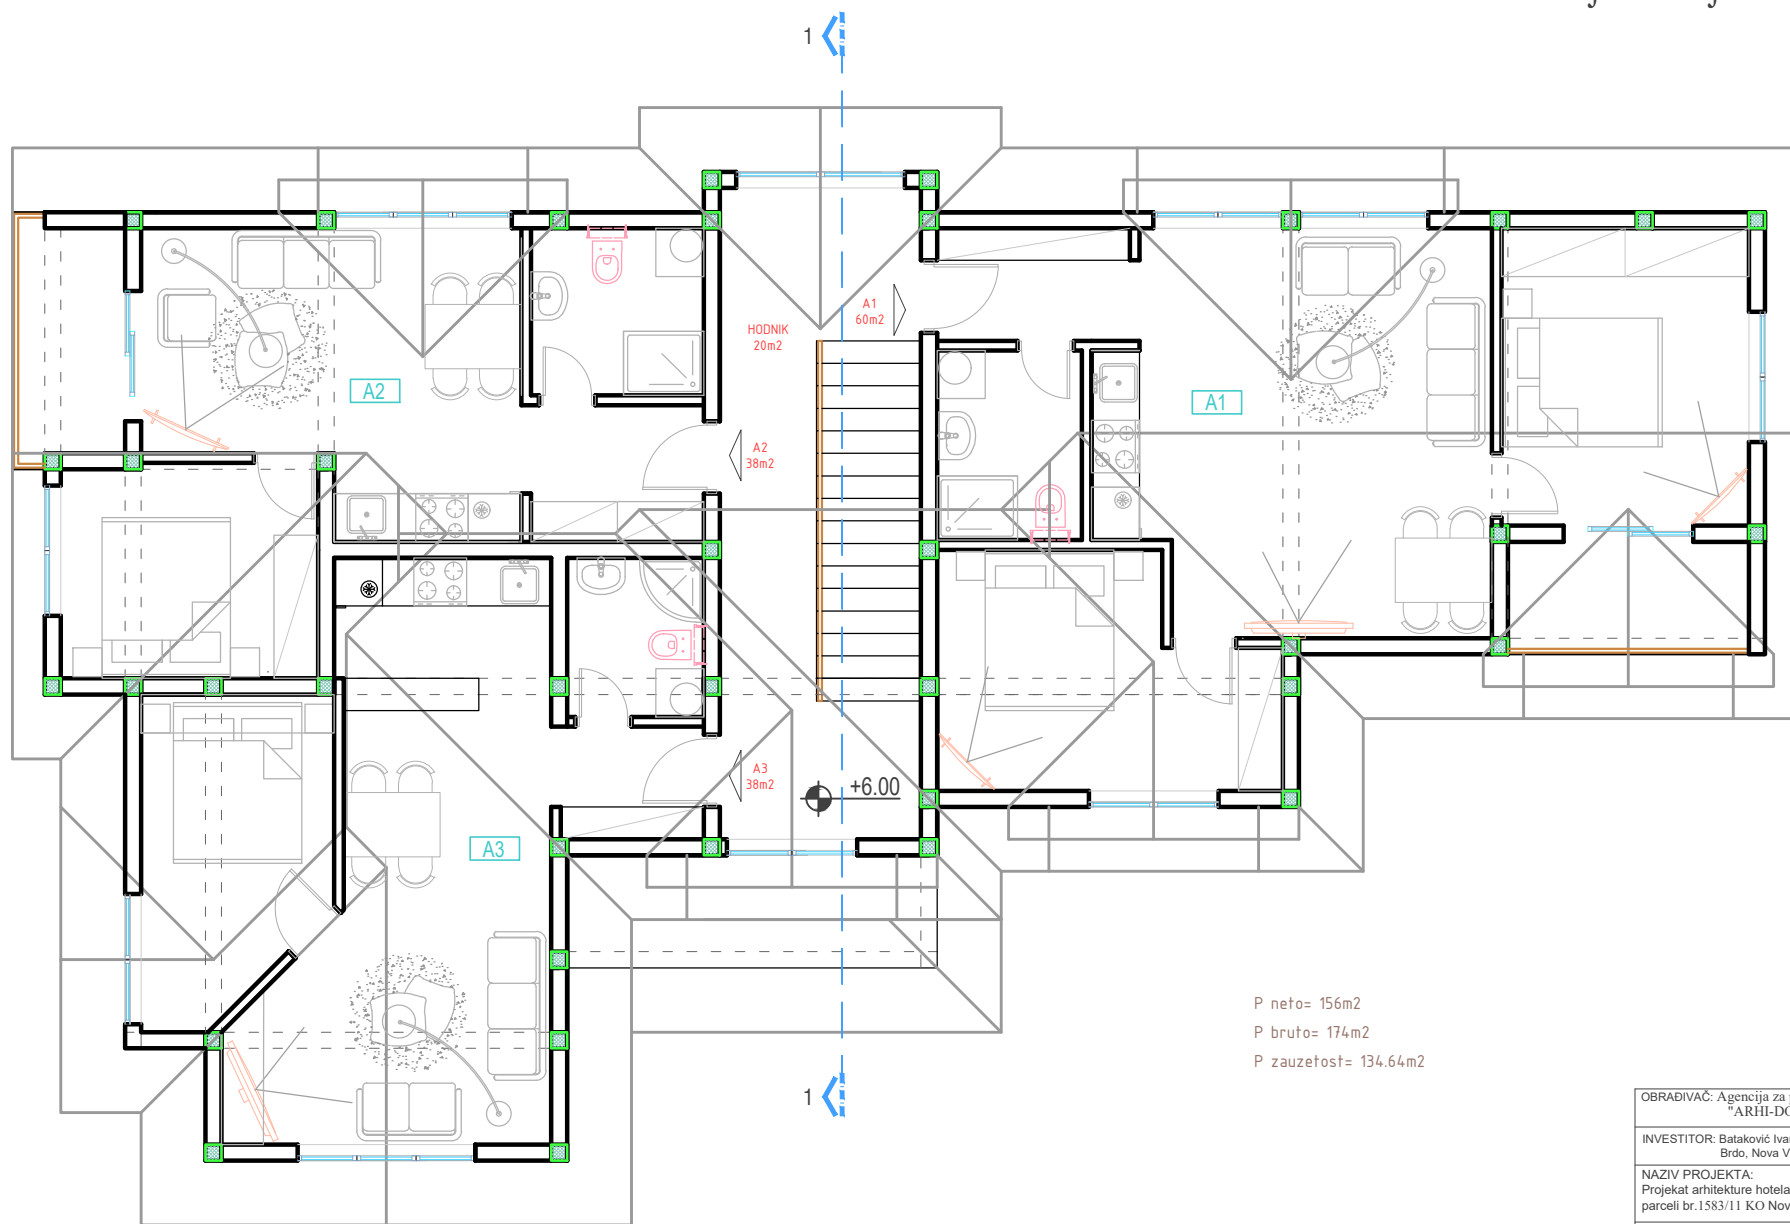 1
A1
60m2
HODNIK
20m2
A2
A1
A2
38m2
A3
38m2
+6.00
A3
P neto= 156m2
P bruto= 174m2
P zauzetost= 134.64m2
1
OBRAĐIVAČ: Agencija za
"ARHI-DO
INVESTITOR: Bataković Iva
Brdo, Nova V
NAZIV PROJEKTA:
Projekat arhitekture hotela
parceli br.1583/11 KO Nov